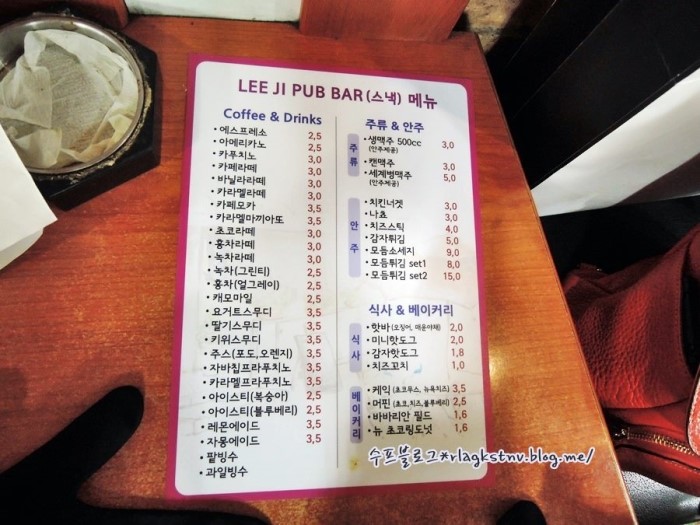 LEE JI PUB BAR (스낵) 메뉴
Coffee & Drinks
• 에스프레소 2,5
• 아메리카노 2,5
• 카푸치노 3,0
• 카페라떼 3,0
• 바닐라라떼 3,0
• 카라멜라떼 3,0
• 카페모카 3,5
• 카라멜마끼아또 3,5
• 초코라떼 3,0
• 홍차라떼 3,0
• 녹차라떼 3,0
• 녹차(그린티) 2,5
• 홍차(얼그레이) 2,5
• 캐모마일 2,5
• 요거트스무디 3,5
• 딸기스무디 3,5
• 키위스무디 3,5
• 주스(포도,오렌지) 3,5
• 자바칩프라푸치노 3,5
• 카라멜프라푸치노 3,5
• 아이스티(복숭아) 2,5
• 아이스티(블루베리) 2,5
• 레몬에이드 3,5
• 자몽에이드 3,5
• 팥빙수
• 과일빙수
주류 & 안주
주류
• 생맥주 500cc 3,0
(안주제공)
• 캔맥주 3,0
• 세계병맥주 5,0
(안주제공)
안주
• 치킨너겟 3,0
• 나쵸 3,0
• 치즈스틱 4,0
• 감자튀김 5,0
• 모듬소세지 9,0
• 모듬튀김 set1 8,0
• 모듬튀김 set2 15,0
식사 & 베이커리
식사
• 핫바 (오징어, 매운야채) 2,0
• 미니핫도그 2,0
• 감자핫도그 1,8
• 치즈꼬치 1,0
베이커리
• 케익 (초코무스, 뉴욕치즈) 3,5
• 머핀 (초코,치즈,블루베리) 2,5
• 바바리안 필드 1,6
• 뉴 초코링도넛 1,6
수프블로그*rlagkstnv.blog.me/